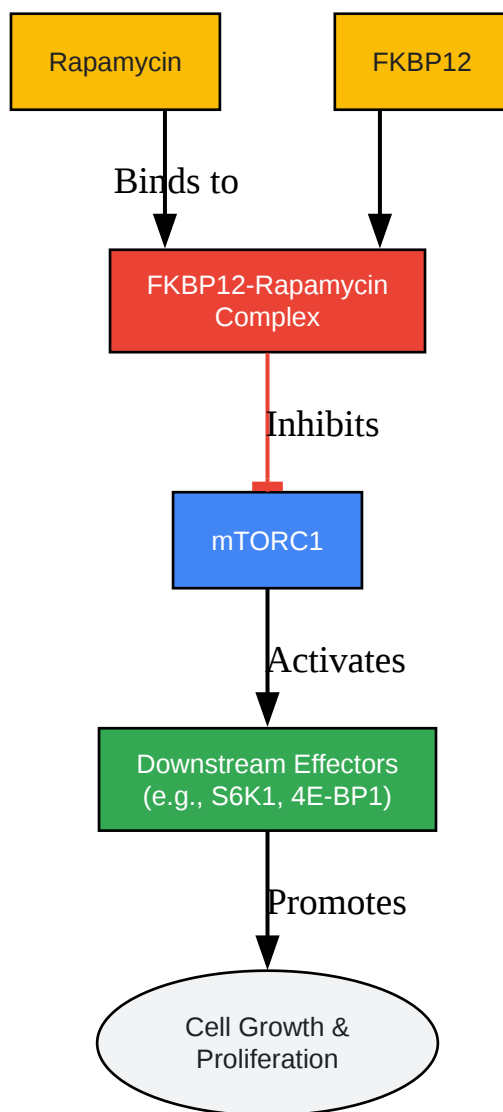 Rapamycin
FKBP12
Binds to
FKBP12-Rapamycin
Complex
Inhibits
mTORC1
Activates
Downstream Effectors
(e.g., S6K1, 4E-BP1)
Promotes
Cell Growth &
Proliferation